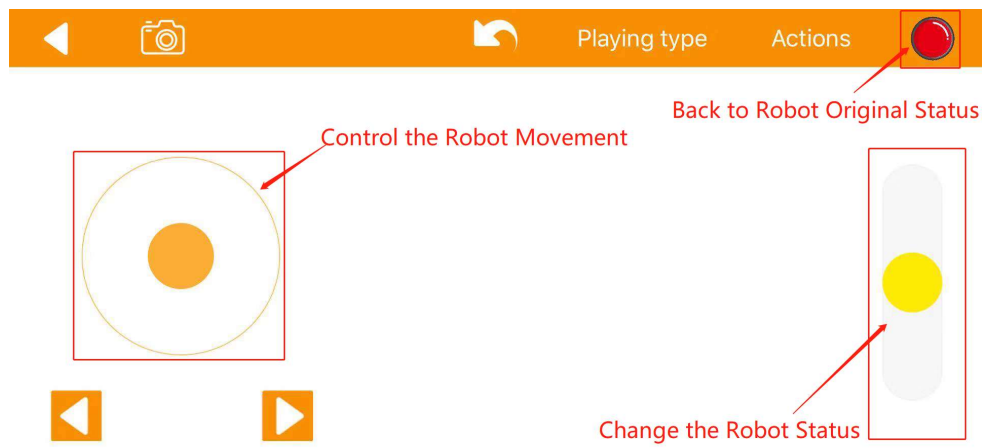 Playing type Actions
Back to Robot Original Status
Control the Robot Movement
Change the Robot Status